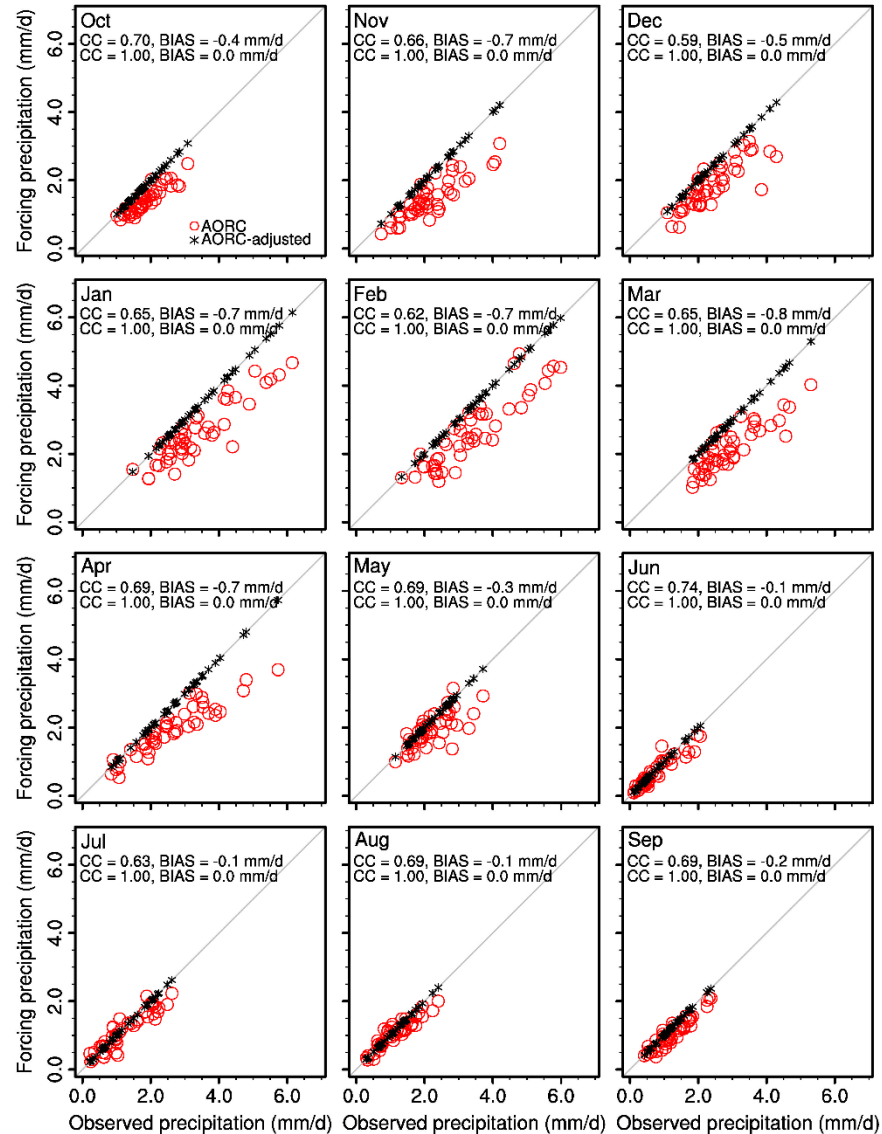 Oct
CC = 0.70, BIAS = -0.4 mm/d
CC = 1.00, BIAS = 0.0 mm/d
AORC
AORC-adjusted
Nov
CC = 0.66, BIAS = -0.7 mm/d
CC = 1.00, BIAS = 0.0 mm/d
Dec
CC = 0.59, BIAS = -0.5 mm/d
CC = 1.00, BIAS = 0.0 mm/d
Forcing precipitation (mm/d)
0.0 2.0 4.0 6.0
Jan
CC = 0.65, BIAS = -0.7 mm/d
CC = 1.00, BIAS = 0.0 mm/d
Feb
CC = 0.62, BIAS = -0.7 mm/d
CC = 1.00, BIAS = 0.0 mm/d
Mar
CC = 0.65, BIAS = -0.8 mm/d
CC = 1.00, BIAS = 0.0 mm/d
Forcing precipitation (mm/d)
0.0 2.0 4.0 6.0
Apr
CC = 0.69, BIAS = -0.7 mm/d
CC = 1.00, BIAS = 0.0 mm/d
May
CC = 0.69, BIAS = -0.3 mm/d
CC = 1.00, BIAS = 0.0 mm/d
Jun
CC = 0.74, BIAS = -0.1 mm/d
CC = 1.00, BIAS = 0.0 mm/d
Forcing precipitation (mm/d)
0.0 2.0 4.0 6.0
Jul
CC = 0.63, BIAS = -0.1 mm/d
CC = 1.00, BIAS = 0.0 mm/d
Aug
CC = 0.69, BIAS = -0.1 mm/d
CC = 1.00, BIAS = 0.0 mm/d
Sep
CC = 0.69, BIAS = -0.2 mm/d
CC = 1.00, BIAS = 0.0 mm/d
Forcing precipitation (mm/d)
0.0 2.0 4.0 6.0
0.0 2.0 4.0 6.0
0.0 2.0 4.0 6.0
0.0 2.0 4.0 6.0
Observed precipitation (mm/d)
Observed precipitation (mm/d)
Observed precipitation (mm/d)